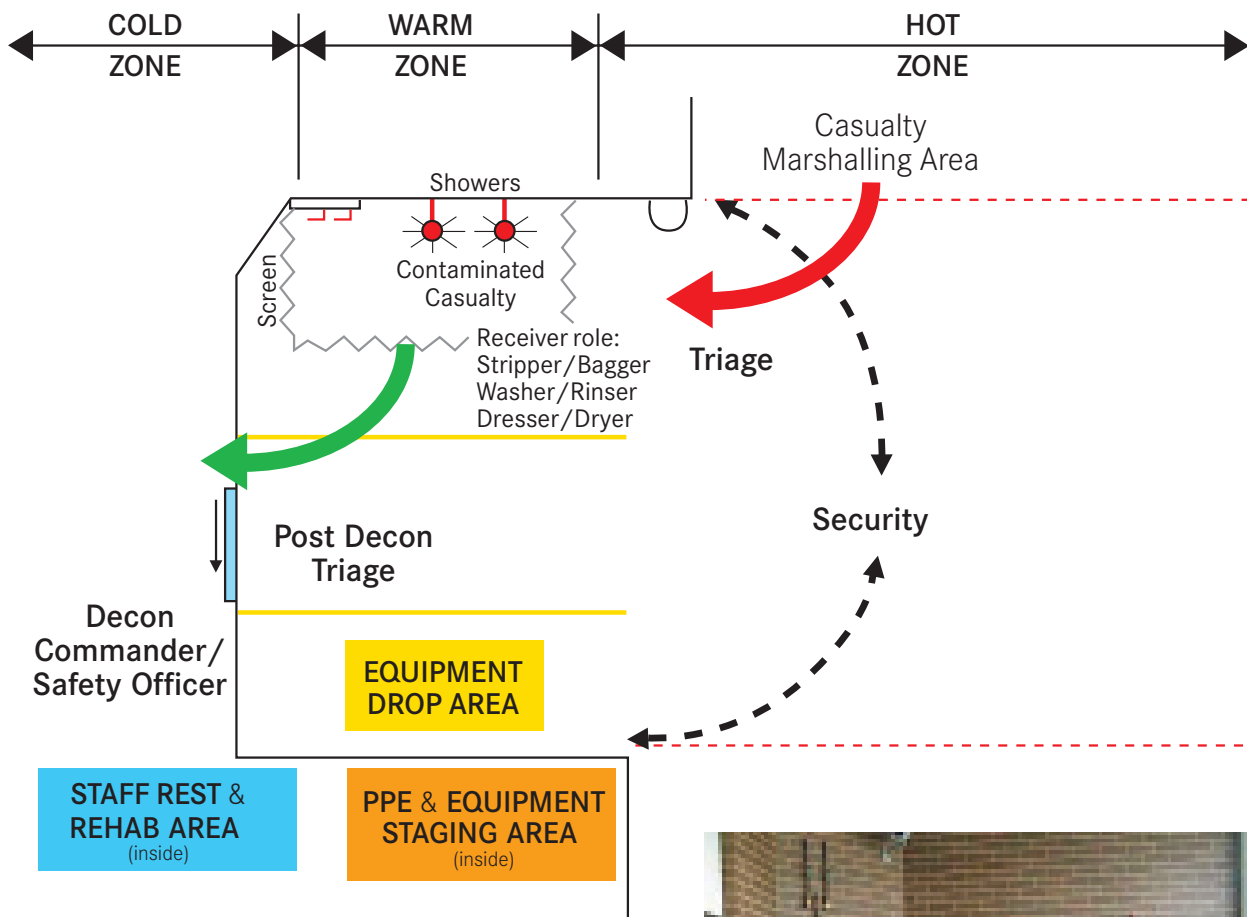 COLD
ZONE
WARM
ZONE
HOT
ZONE
Casualty
Marshalling Area
Showers
Contaminated
Casualty
Screen
Receiver role:
Stripper/Bagger
Washer/Rinser
Dresser/Dryer
Triage
Security
Post Decon
Triage
Decon
Commander/
Safety Officer
EQUIPMENT
DROP AREA
STAFF REST &
REHAB AREA
(inside)
PPE & EQUIPMENT
STAGING AREA
(inside)